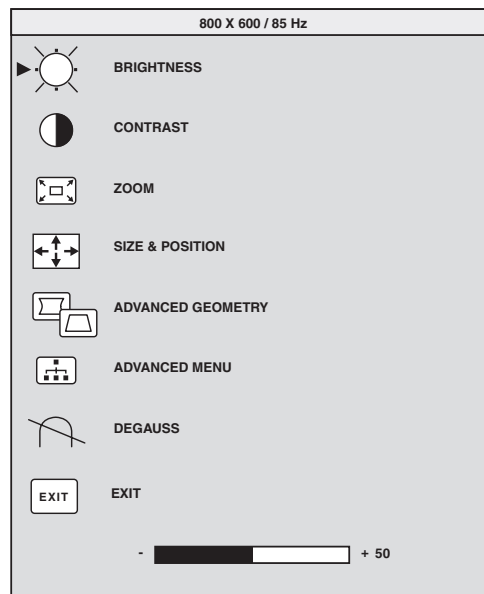 800 X 600 / 85 Hz
BRIGHTNESS
CONTRAST
ZOOM
SIZE & POSITION
ADVANCED GEOMETRY
ADVANCED MENU
DEGAUSS
EXIT EXIT
- + 50